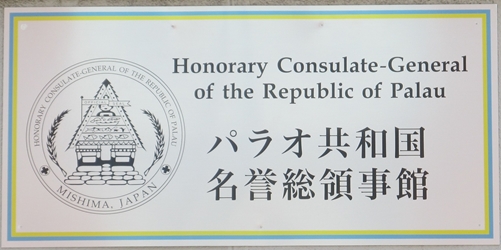 Honorary Consulate-General
of the Republic of Palau
パラオ共和国
名誉総領事館
HONORARY CONSULATE-GENERAL OF THE REPUBLIC OF PALAU
MISHIMA, JAPAN